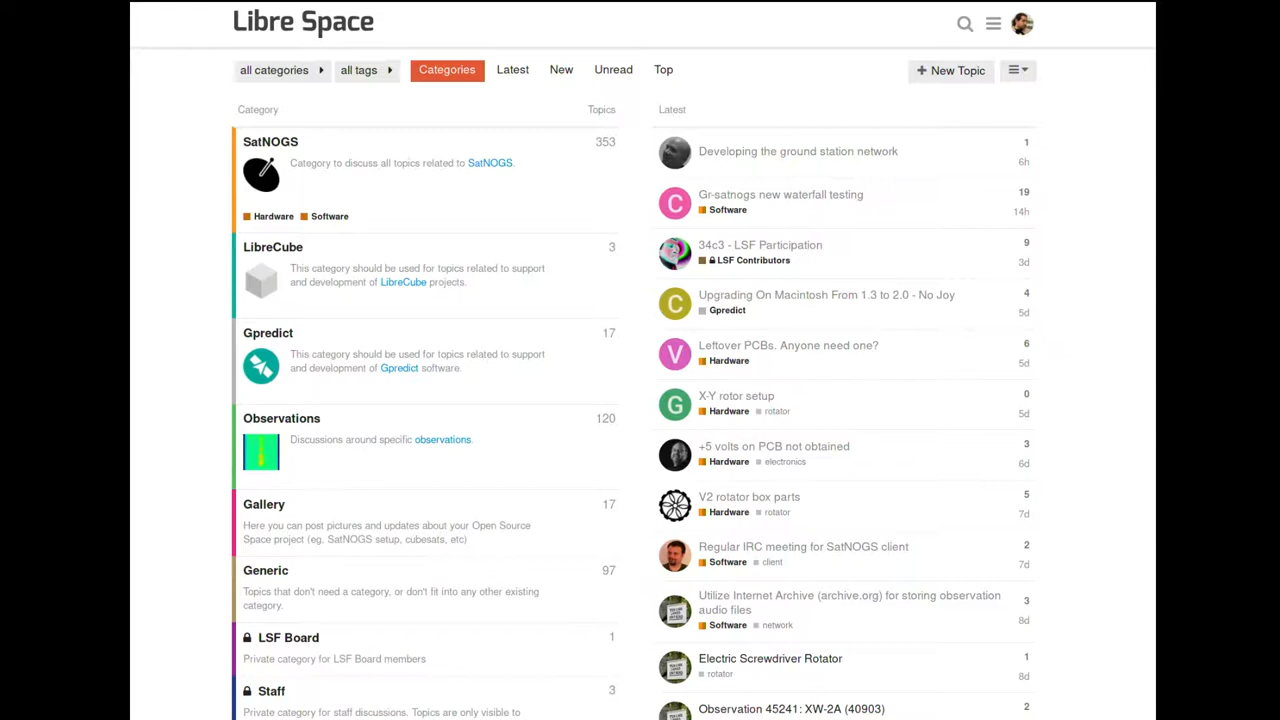 Libre Space
all categories
all tags
Categories
Latest
New
Unread
Top
+ New Topic
Category Topics
SatNOGS 353
Category to discuss all topics related to SatNOGS.
Hardware Software
LibreCube 3
This category should be used for topics related to support
and development of LibreCube projects.
Gpredict 17
This category should be used for topics related to support
and development of Gpredict software.
Observations 120
Discussions around specific observations.
Gallery 17
Here you can post pictures and updates about your Open Source
Space project (eg. SatNOGS setup, cubesats, etc)
Generic 97
Topics that don't need a category, or don't fit into any other existing
category.
LSF Board 1
Private category for LSF Board members
Staff 3
Private category for staff discussions. Topics are only visible to
Latest
Developing the ground station network 1
6h
C
Gr-satnogs new waterfall testing 19
Software 14h
34c3 - LSF Participation 9
LSF Contributors 3d
C
Upgrading On Macintosh From 1.3 to 2.0 - No Joy 4
Gpredict 5d
V
Leftover PCBs. Anyone need one? 6
Hardware 5d
G
X-Y rotor setup 0
Hardware rotator 5d
+5 volts on PCB not obtained 3
Hardware electronics 6d
V2 rotator box parts 5
Hardware rotator 7d
Regular IRC meeting for SatNOGS client 2
Software client 7d
Utilize Internet Archive (archive.org) for storing observation 3
audio files
Software network 8d
Electric Screwdriver Rotator 1
rotator 8d
Observation 45241: XW-2A (40903) 2